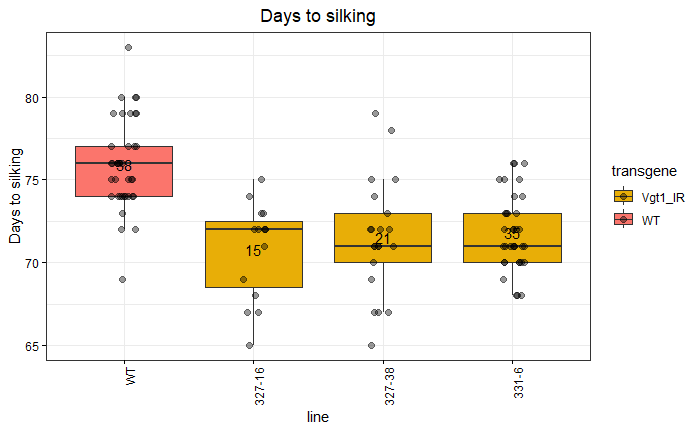 Days to silking
Days to silking
80
75
70
65
38
15
21
35
WT
327-16
327-38
331-6
line
transgene
Vgt1_IR
WT